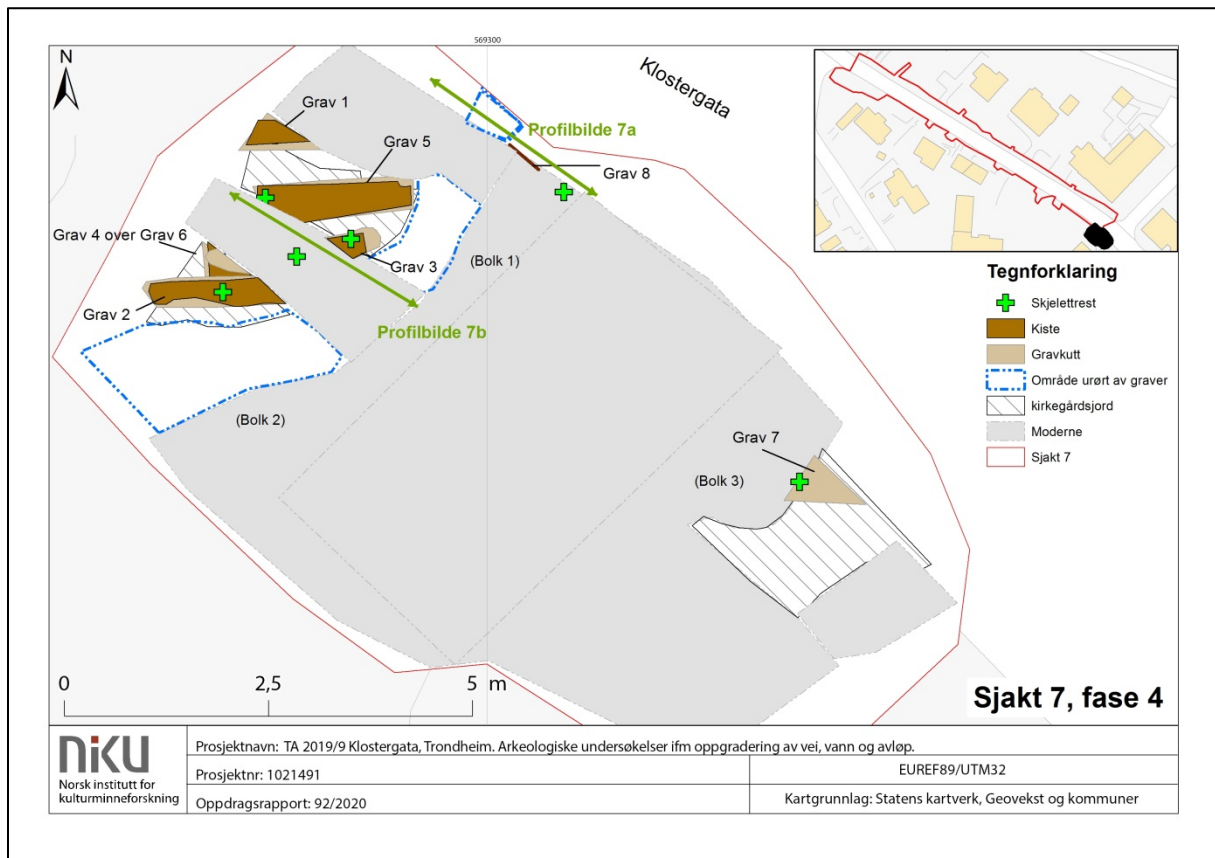 569300
N
Klostergata
Grav 1
Profilbilde 7a
Grav 5
Grav 8
Grav 4 over Grav 6
(Bolk 1)
Grav 3
Grav 2
Profilbilde 7b
(Bolk 2)
Grav 7
(Bolk 3)
Tegnforklaring
Skjelettrest
Kiste
Gravkutt
Område urørt av graver
kirkegårdsjord
Moderne
Sjakt 7
0 2,5 5 m
Sjakt 7, fase 4
NIKU
Norsk institutt for
kulturminneforskning
Prosjektnavn: TA 2019/9 Klostergata, Trondheim. Arkeologiske undersøkelser ifm oppgradering av vei, vann og avløp.
Prosjektnr: 1021491
EUREF89/UTM32
Oppdragsrapport: 92/2020
Kartgrunnlag: Statens kartverk, Geovekst og kommuner